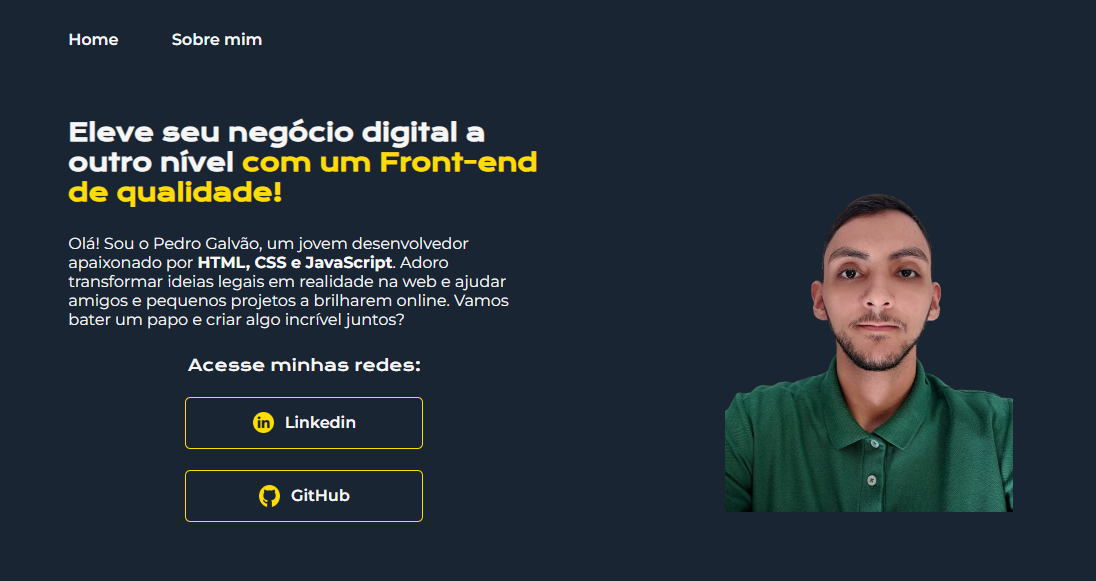 Home
Sobre mim
Eleve seu negócio digital a
outro nível com um Front-end
de qualidade!
Olá! Sou o Pedro Galvão, um jovem desenvolvedor
apaixonado por HTML, CSS e JavaScript. Adoro
transformar ideias legais em realidade na web e ajudar
amigos e pequenos projetos a brilharem online. Vamos
bater um papo e criar algo incrível juntos?
Acesse minhas redes:
in Linkedin
GitHub